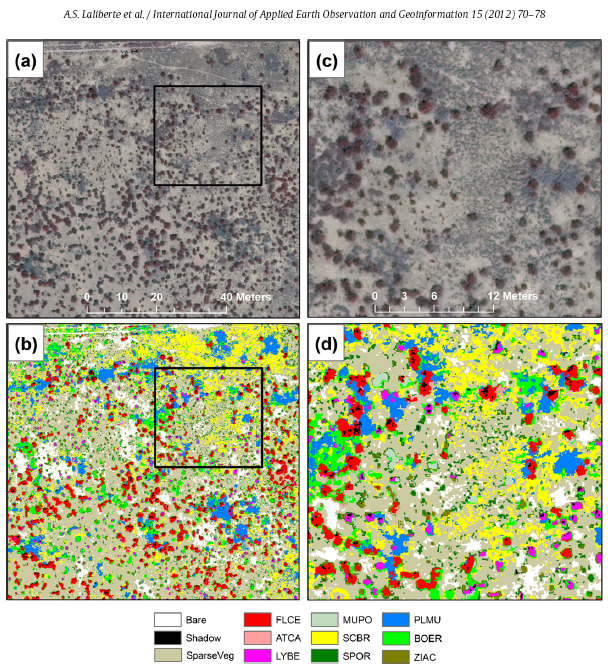 A.S. Laliberte et al. / International Journal of Applied Earth Observation and Geoinformation 15 (2012) 70–78
(a)
(c)
0 10 20 40 Meters
0 3 6 12 Meters
(b)
(d)
Bare FLCE MUPO PLMU
Shadow ATCA SCBR BOER
SparseVeg LYBE SPOR ZIAC